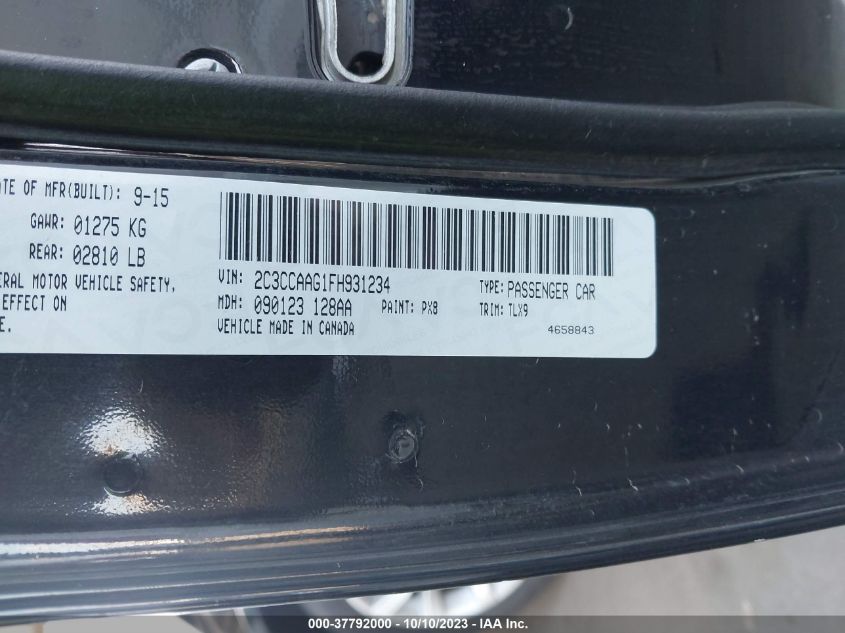 ATE OF MFR(BUILT): 9-15
GAWR: 01275 KG
REAR: 02810 LB
ERAL MOTOR VEHICLE SAFETY,
EFFECT ON
E.
VIN: 2C3CCAAG1FH931234
TYPE: PASSENGER CAR
MDH: 090123 128AA
PAINT: PX8
TRIM: TLX9
VEHICLE MADE IN CANADA
4658843
000-37792000 - 10/10/2023 - IAA Inc.